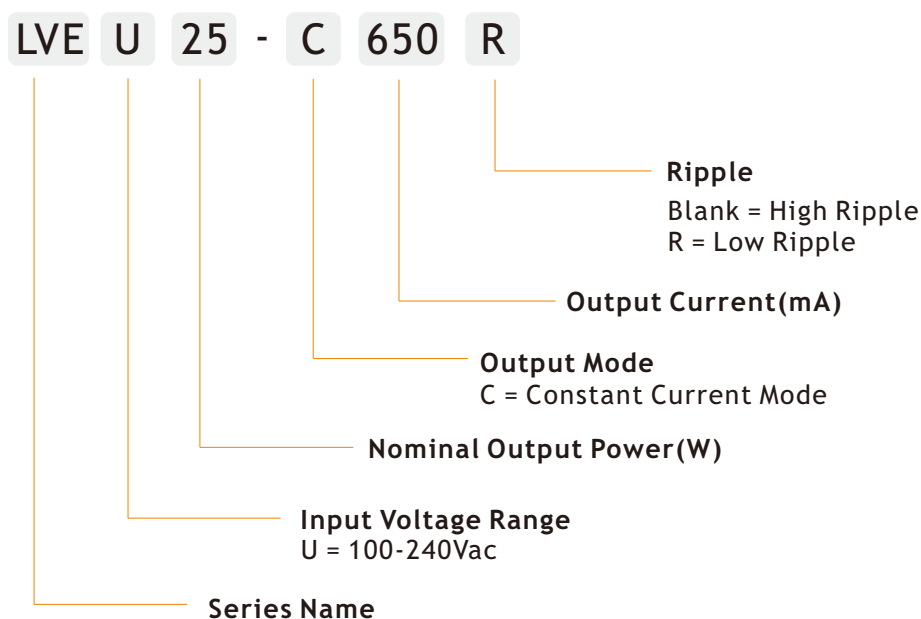 LVE U 25 - C 650 R
Ripple
Blank = High Ripple
R = Low Ripple
Output Current(mA)
Output Mode
C = Constant Current Mode
Nominal Output Power(W)
Input Voltage Range
U = 100-240Vac
Series Name